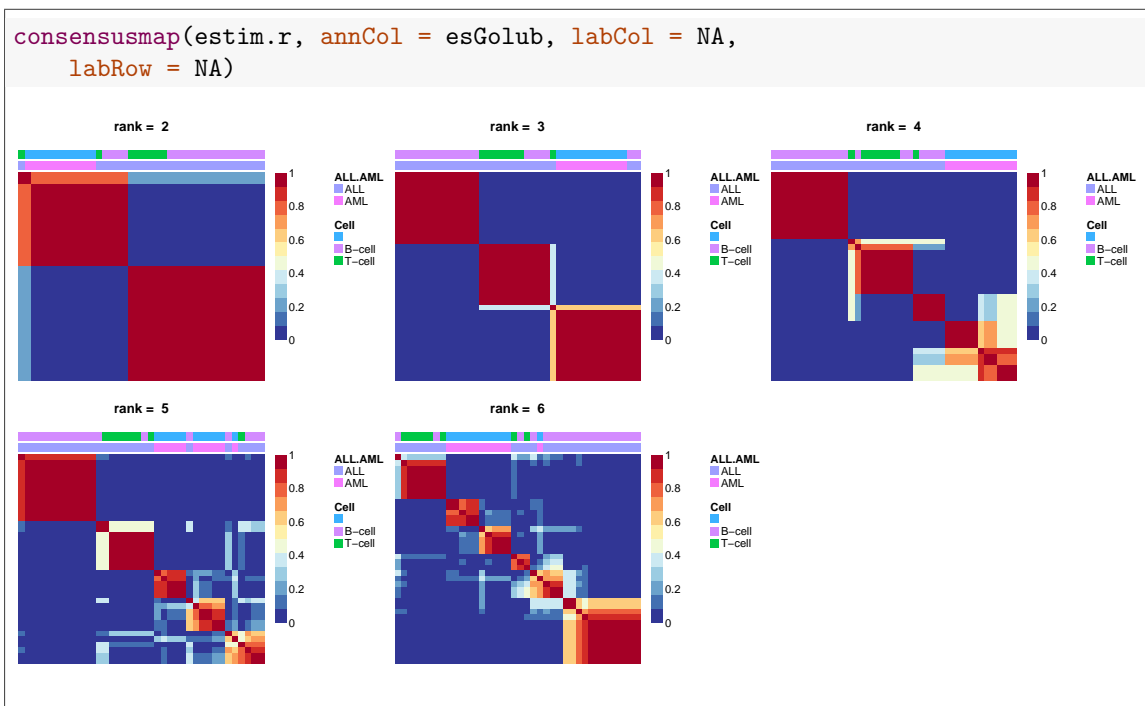 consensusmap(estim.r, annCol = esGolub, labCol = NA,
labRow = NA)
rank = 2
1
0.8
0.6
0.4
0.2
0
ALL.AML
ALL
AML
Cell
B−cell
T−cell
rank = 3
1
0.8
0.6
0.4
0.2
0
ALL.AML
ALL
AML
Cell
B−cell
T−cell
rank = 4
1
0.8
0.6
0.4
0.2
0
ALL.AML
ALL
AML
Cell
B−cell
T−cell
rank = 5
1
0.8
0.6
0.4
0.2
0
ALL.AML
ALL
AML
Cell
B−cell
T−cell
rank = 6
1
0.8
0.6
0.4
0.2
0
ALL.AML
ALL
AML
Cell
B−cell
T−cell